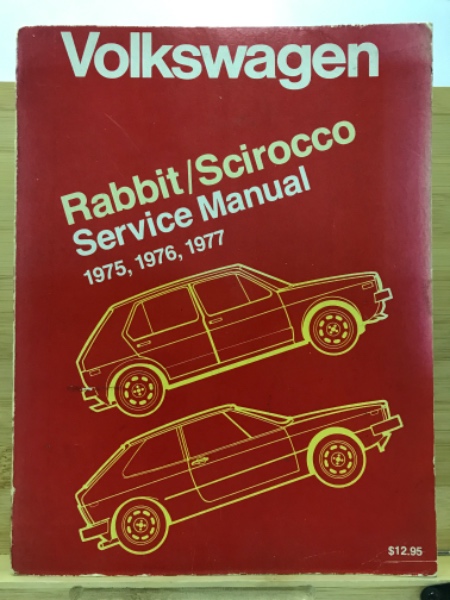 Volkswagen
Rabbit/Scirocco
Service Manual
1975, 1976, 1977
$12.95